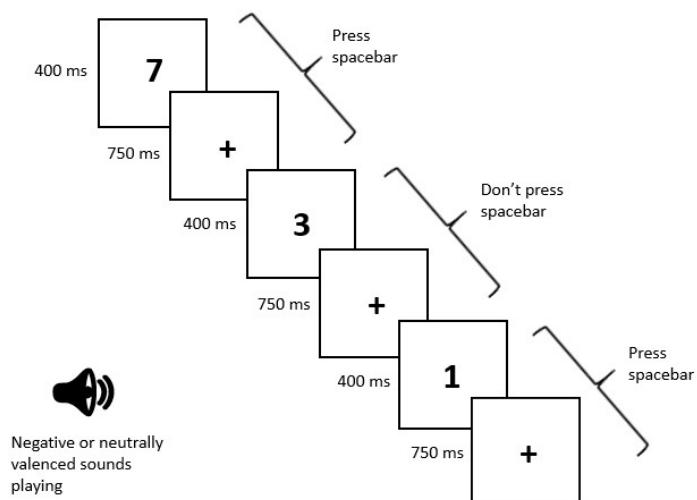 Press
spacebar
400 ms
7
750 ms
+
Don't press
spacebar
400 ms
3
750 ms
+
Press
spacebar
400 ms
1
750 ms
+
Negative or neutrally
valenced sounds
playing